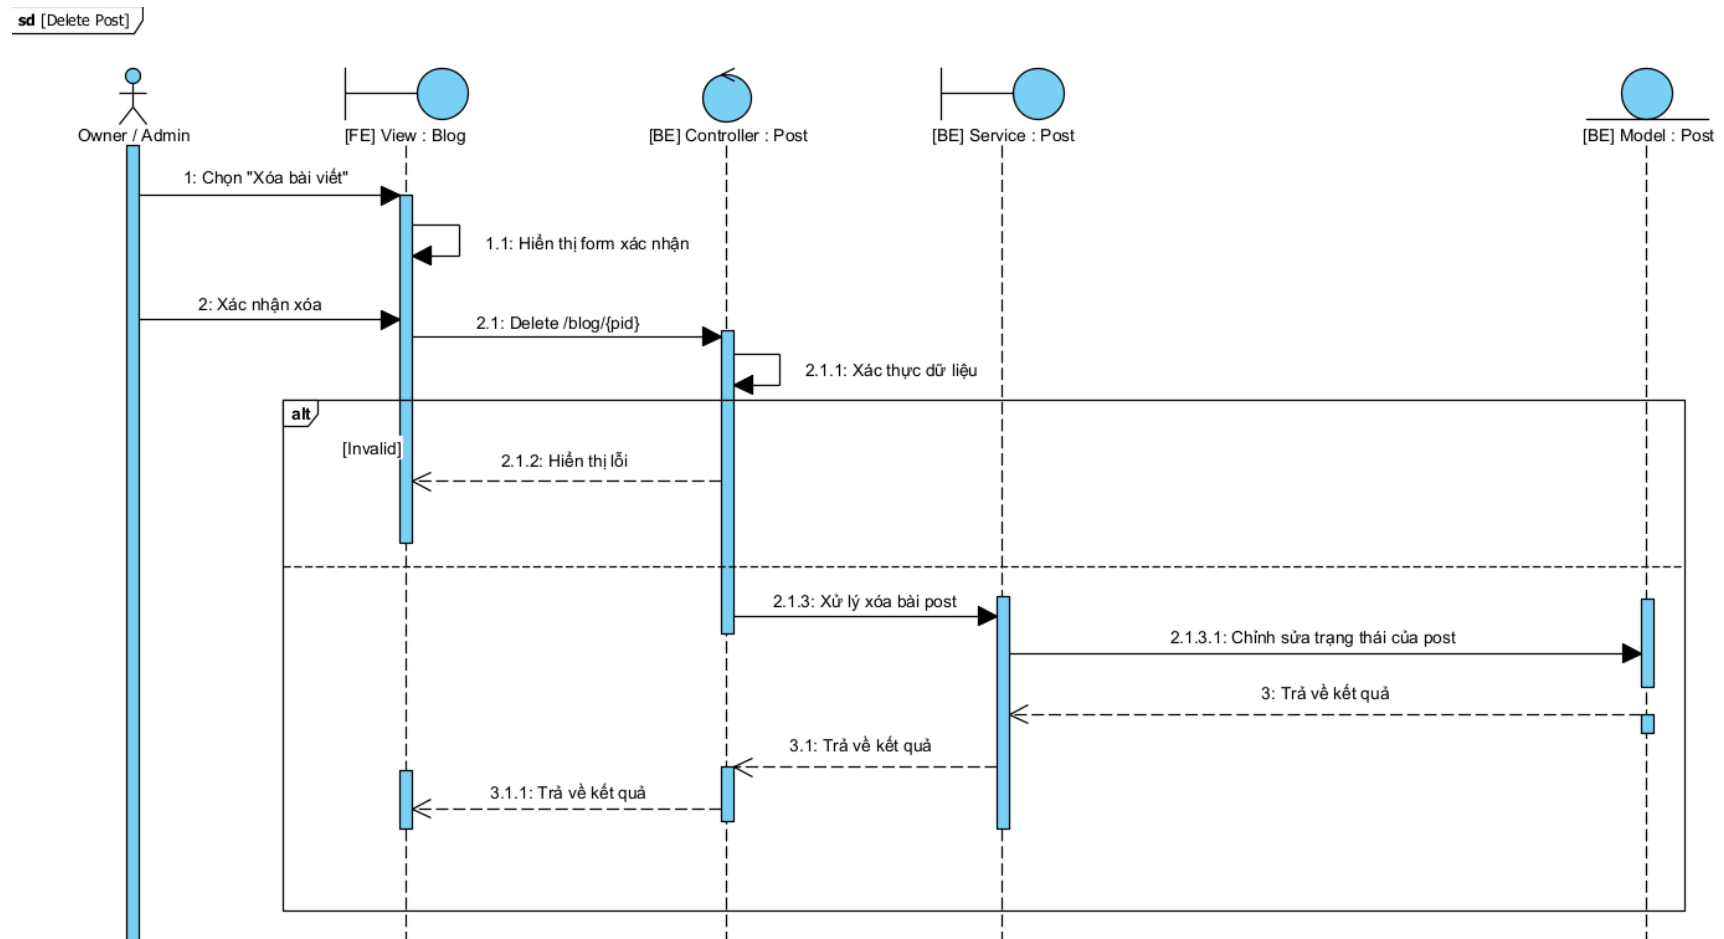 sd [Delete Post]
Owner / Admin
[FE] View : Blog
[BE] Controller : Post
[BE] Service : Post
[BE] Model : Post
1: Chọn "Xóa bài viết"
1.1: Hiển thị form xác nhận
2: Xác nhận xóa
2.1: Delete /blog/{pid}
2.1.1: Xác thực dữ liệu
alt
[Invalid]
2.1.2: Hiển thị lỗi
2.1.3: Xử lý xóa bài post
2.1.3.1: Chỉnh sửa trạng thái của post
3: Trả về kết quả
3.1: Trả về kết quả
3.1.1: Trả về kết quả